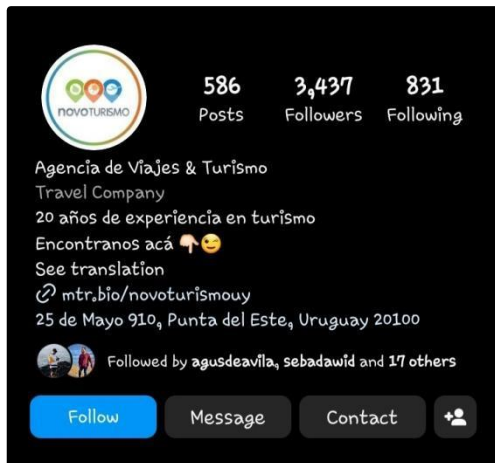 novoTURISMO
586 3,437 831
Posts Followers Following
Agencia de Viajes & Turismo
Travel Company
20 años de experiencia en turismo
Encontranos acá 👇🏻😉
See translation
mtr.bio/novoturismouy
25 de Mayo 910, Punta del Este, Uruguay 20100
Followed by agusdeavila, sebadawid and 17 others
Follow Message Contact